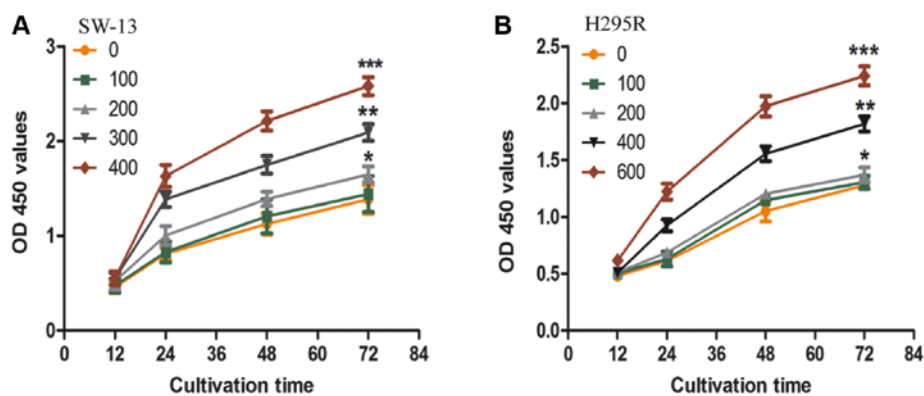 A
SW-13
0
100
200
300
400
***
**
*
3
2
1
0
OD 450 values
0 12 24 36 48 60 72 84
Cultivation time
B
H295R
0
100
200
400
600
***
**
*
2.5
2.0
1.5
1.0
0.5
0.0
OD 450 values
0 12 24 36 48 60 72 84
Cultivation time